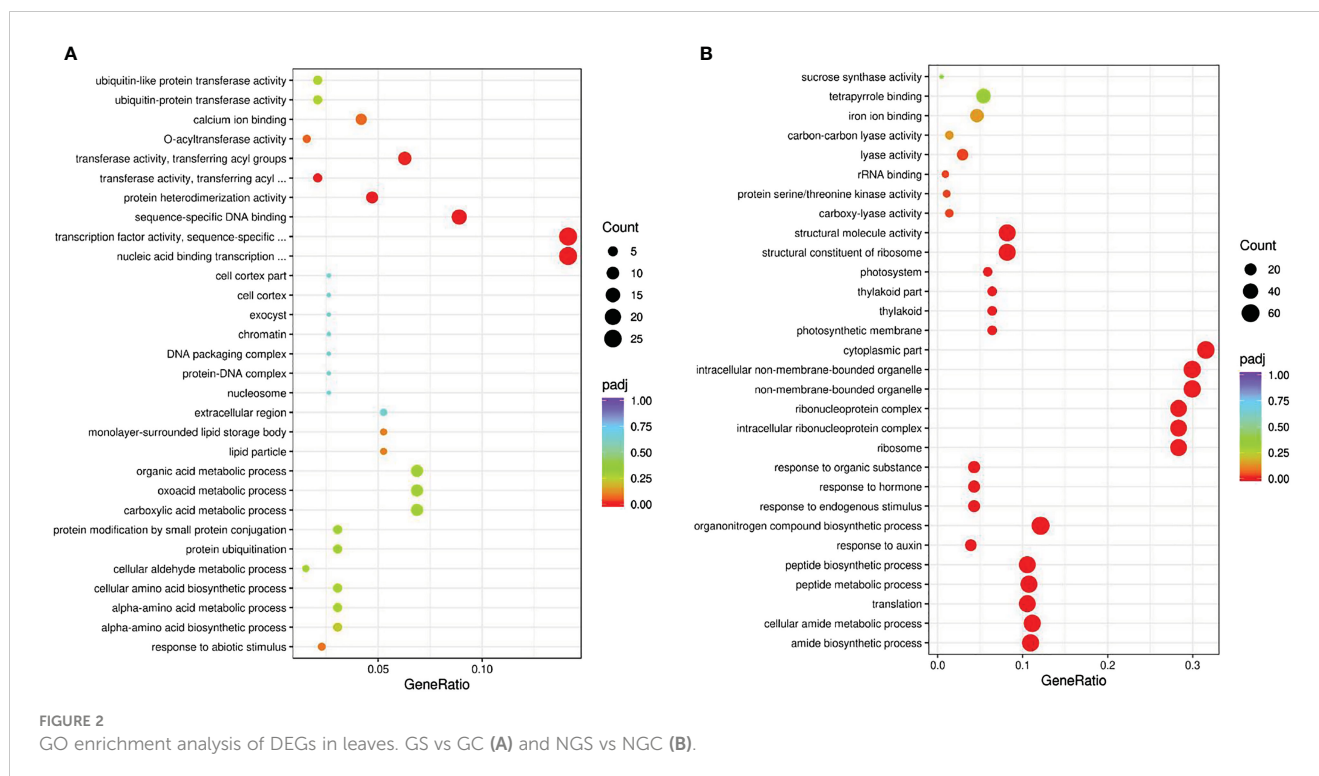 A
ubiquitin-like protein transferase activity
ubiquitin-protein transferase activity
calcium ion binding
O-acyltransferase activity
transferase activity, transferring acyl groups
transferase activity, transferring acyl ...
protein heterodimerization activity
sequence-specific DNA binding
transcription factor activity, sequence-specific ...
nucleic acid binding transcription ...
cell cortex part
cell cortex
exocyst
chromatin
DNA packaging complex
protein-DNA complex
nucleosome
extracellular region
monolayer-surrounded lipid storage body
lipid particle
organic acid metabolic process
oxoacid metabolic process
carboxylic acid metabolic process
protein modification by small protein conjugation
protein ubiquitination
cellular aldehyde metabolic process
cellular amino acid biosynthetic process
alpha-amino acid metabolic process
alpha-amino acid biosynthetic process
response to abiotic stimulus
0.05 0.10
GeneRatio
Count
5
10
15
20
25
padj
1.00
0.75
0.50
0.25
0.00
B
sucrose synthase activity
tetrapyrrole binding
iron ion binding
carbon-carbon lyase activity
lyase activity
rRNA binding
protein serine/threonine kinase activity
carboxy-lyase activity
structural molecule activity
structural constituent of ribosome
photosystem
thylakoid part
thylakoid
photosynthetic membrane
cytoplasmic part
intracellular non-membrane-bounded organelle
non-membrane-bounded organelle
ribonucleoprotein complex
intracellular ribonucleoprotein complex
ribosome
response to organic substance
response to hormone
response to endogenous stimulus
organonitrogen compound biosynthetic process
response to auxin
peptide biosynthetic process
peptide metabolic process
translation
cellular amide metabolic process
amide biosynthetic process
0.0 0.1 0.2 0.3
GeneRatio
Count
20
40
60
padj
1.00
0.75
0.50
0.25
0.00
FIGURE 2
GO enrichment analysis of DEGs in leaves. GS vs GC (A) and NGS vs NGC (B).